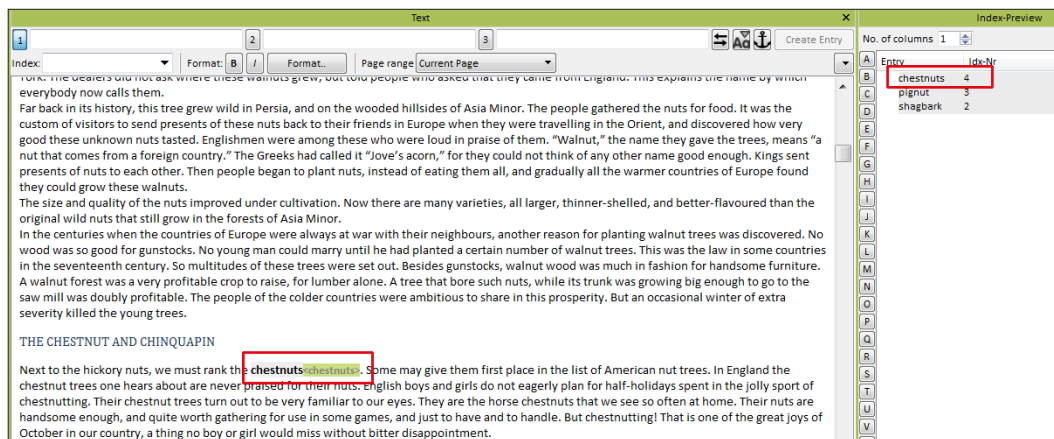 Text
×
Index-Preview
1
2
3
Create Entry
No. of columns 1
Index:
Format: B I Format..
Page range Current Page
Entry Idx-Nr
chestnuts 4
pignut 3
shagbark 2
A
B
C
D
E
F
G
H
I
J
K
L
M
N
O
P
Q
R
S
T
U
V
York. The dealers did not ask where these walnuts grew, but told people who asked that they came from England. This explains the name by which
everybody now calls them.
Far back in its history, this tree grew wild in Persia, and on the wooded hillsides of Asia Minor. The people gathered the nuts for food. It was the
custom of visitors to send presents of these nuts back to their friends in Europe when they were travelling in the Orient, and discovered how very
good these unknown nuts tasted. Englishmen were among these who were loud in praise of them. “Walnut,” the name they gave the trees, means “a
nut that comes from a foreign country.” The Greeks had called it “Jove’s acorn,” for they could not think of any other name good enough. Kings sent
presents of nuts to each other. Then people began to plant nuts, instead of eating them all, and gradually all the warmer countries of Europe found
they could grow these walnuts.
The size and quality of the nuts improved under cultivation. Now there are many varieties, all larger, thinner-shelled, and better-flavoured than the
original wild nuts that still grow in the forests of Asia Minor.
In the centuries when the countries of Europe were always at war with their neighbours, another reason for planting walnut trees was discovered. No
wood was so good for gunstocks. No young man could marry until he had planted a certain number of walnut trees. This was the law in some countries
in the seventeenth century. So multitudes of these trees were set out. Besides gunstocks, walnut wood was much in fashion for handsome furniture.
A walnut forest was a very profitable crop to raise, for lumber alone. A tree that bore such nuts, while its trunk was growing big enough to go to the
saw mill was doubly profitable. The people of the colder countries were ambitious to share in this prosperity. But an occasional winter of extra
severity killed the young trees.
THE CHESTNUT AND CHINQUAPIN
Next to the hickory nuts, we must rank the chestnuts<chestnuts>. Some may give them first place in the list of American nut trees. In England the
chestnut trees one hears about are never praised for their nuts. English boys and girls do not eagerly plan for half-holidays spent in the jolly sport of
chestnutting. Their chestnut trees turn out to be very familiar to our eyes. They are the horse chestnuts that we see so often at home. Their nuts are
handsome enough, and quite worth gathering for use in some games, and just to have and to handle. But chestnutting! That is one of the great joys of
October in our country, a thing no boy or girl would miss without bitter disappointment.